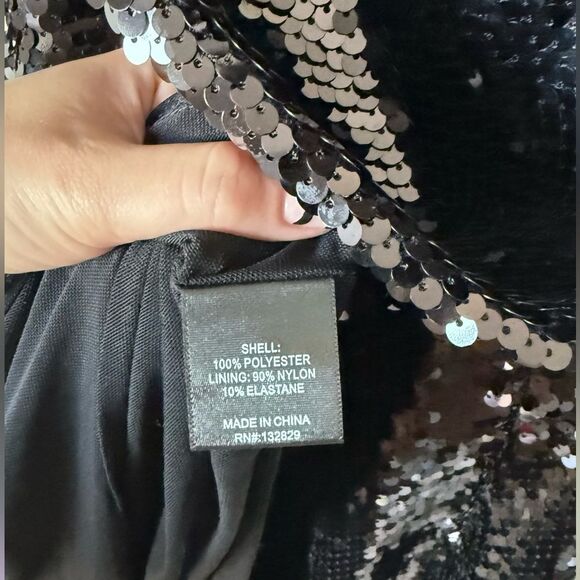 SHELL:
100% POLYESTER
LINING: 90% NYLON
10% ELASTANE
MADE IN CHINA
RN#:132829